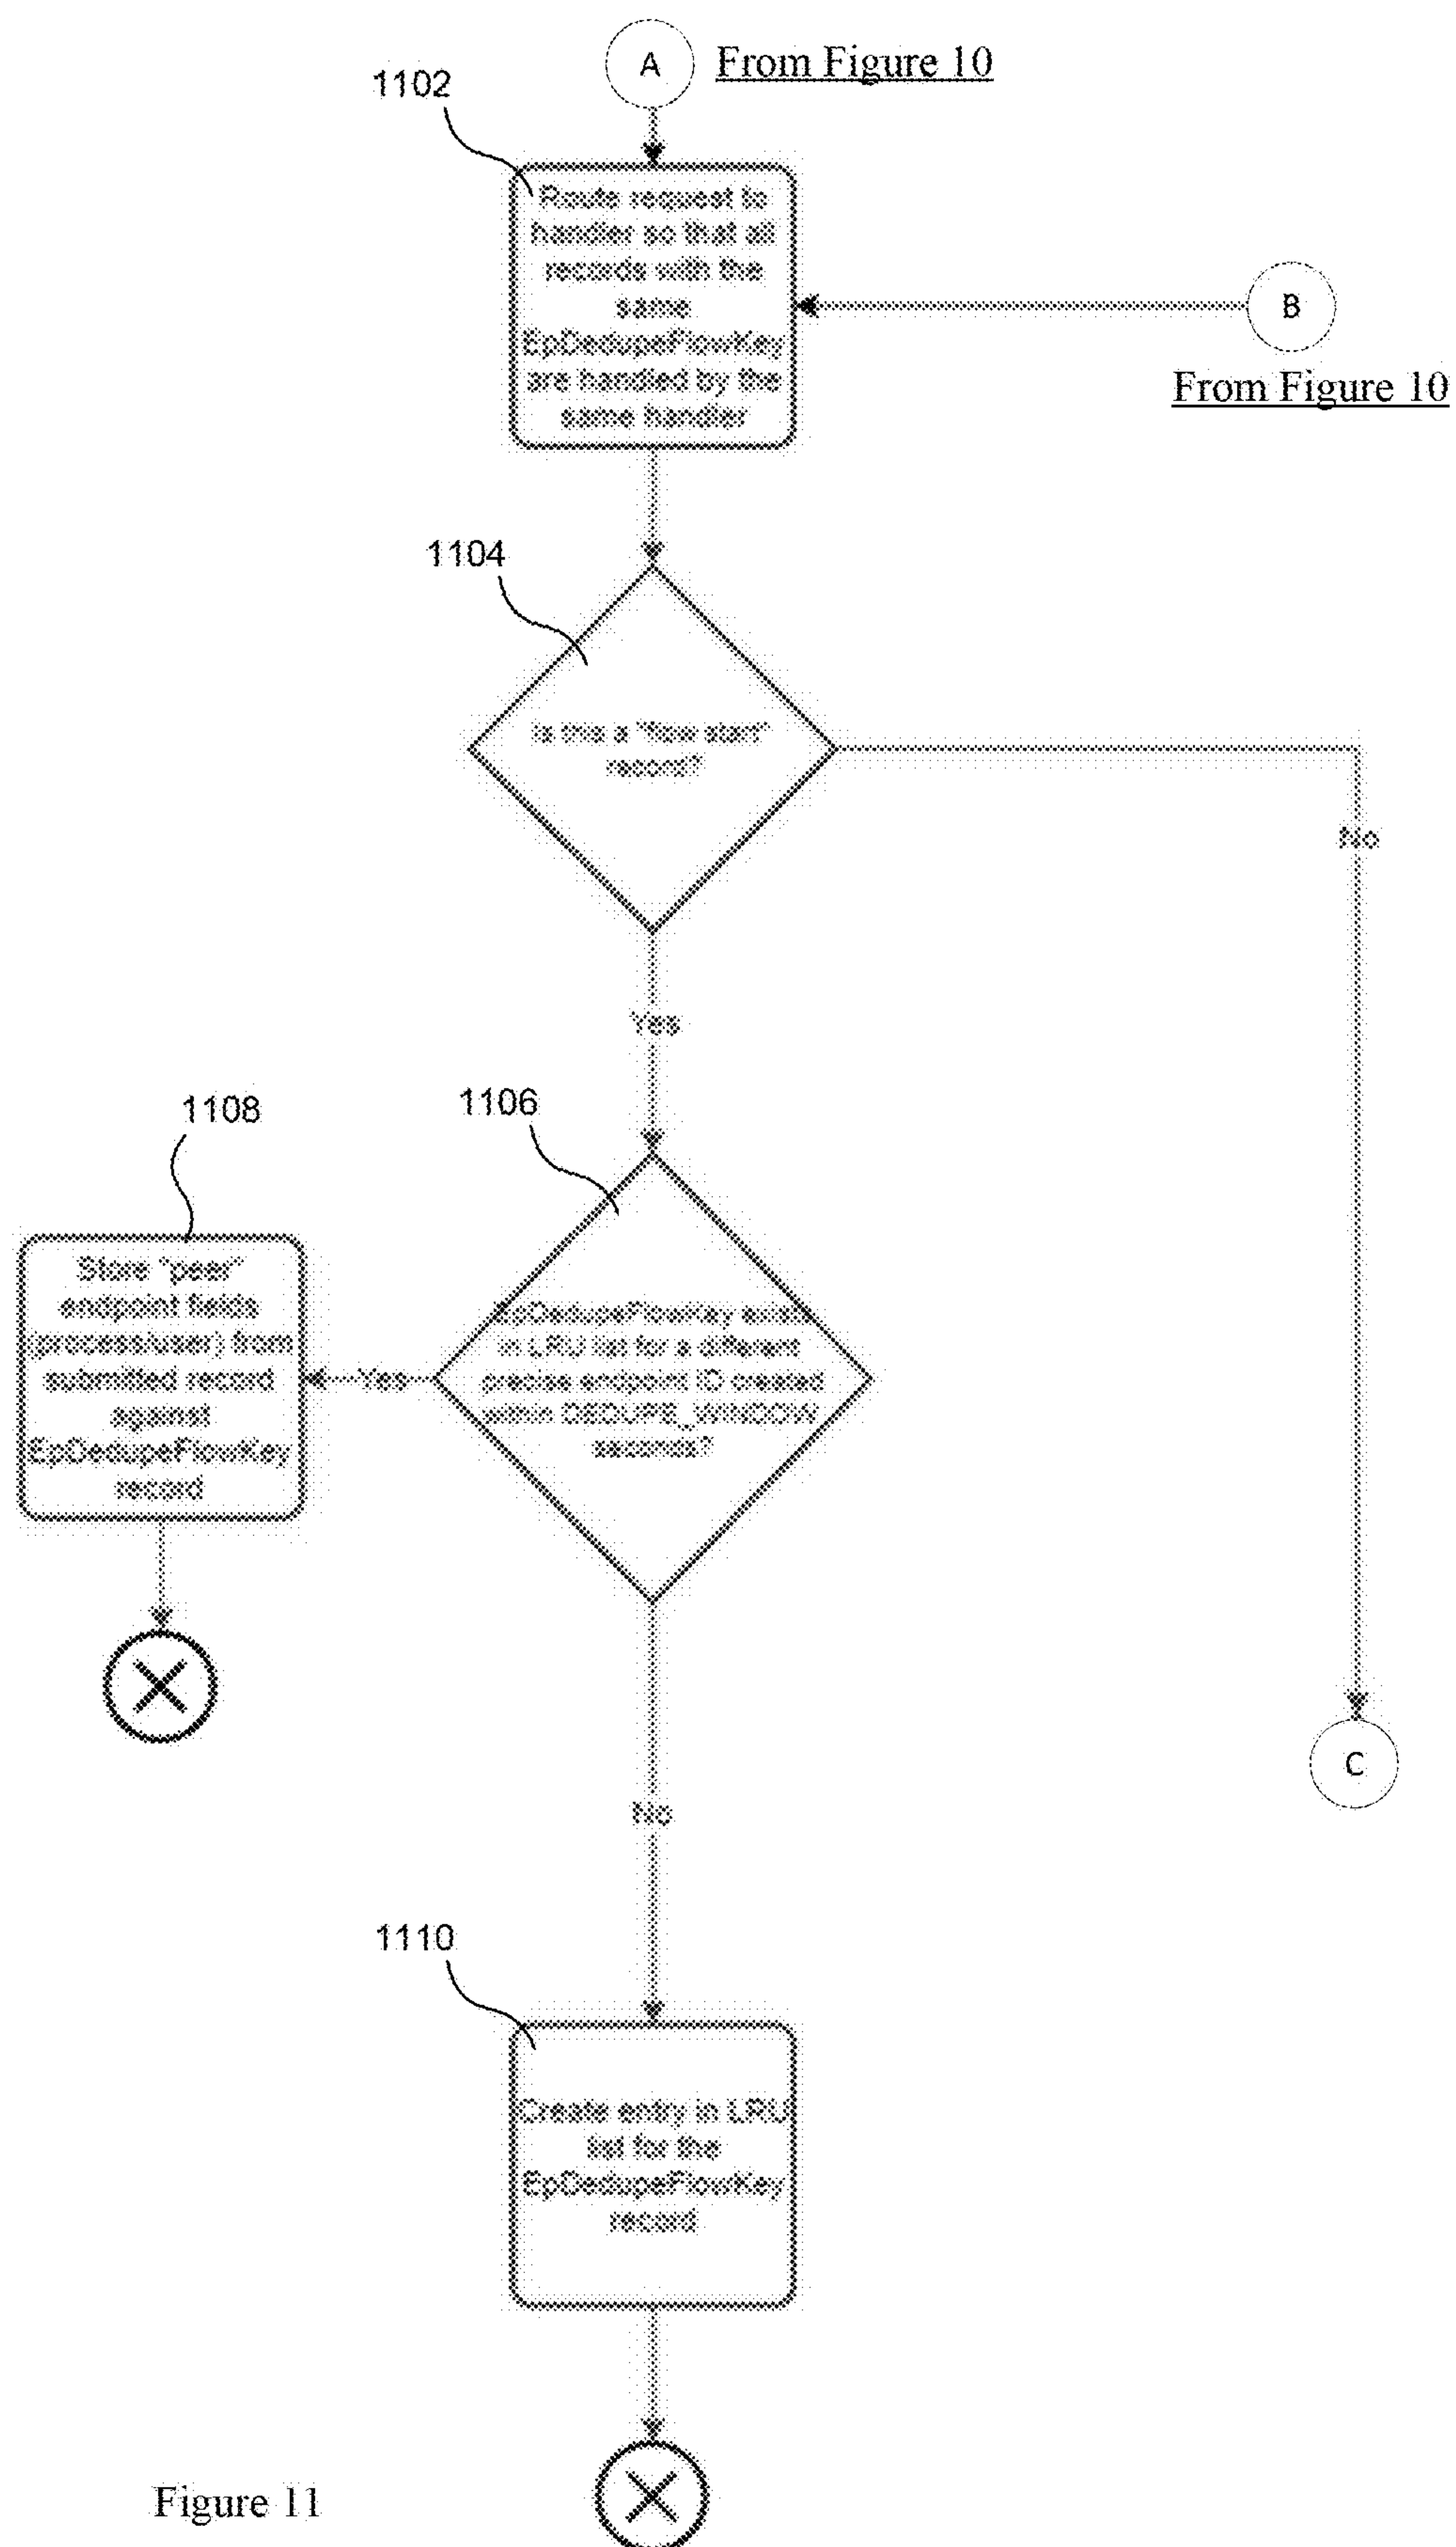 A From Figure 10
1102
Route request to
handler so that all
records with the
same
EpDedupeFlowKey
are handled by the
same handler
B
From Figure 10
1104
Is this a "flow start"
record?
No
Yes
1106
EpDedupeFlowKey exists
in LRU list for a different
precise endpoint ID created
within DEDUPE_WINDOW
seconds?
1108
Yes
Store "peer"
endpoint fields
(process/user) from
submitted record
against
EpDedupeFlowKey
record
C
No
1110
Create entry in LRU
list for the
EpDedupeFlowKey
record
Figure 11